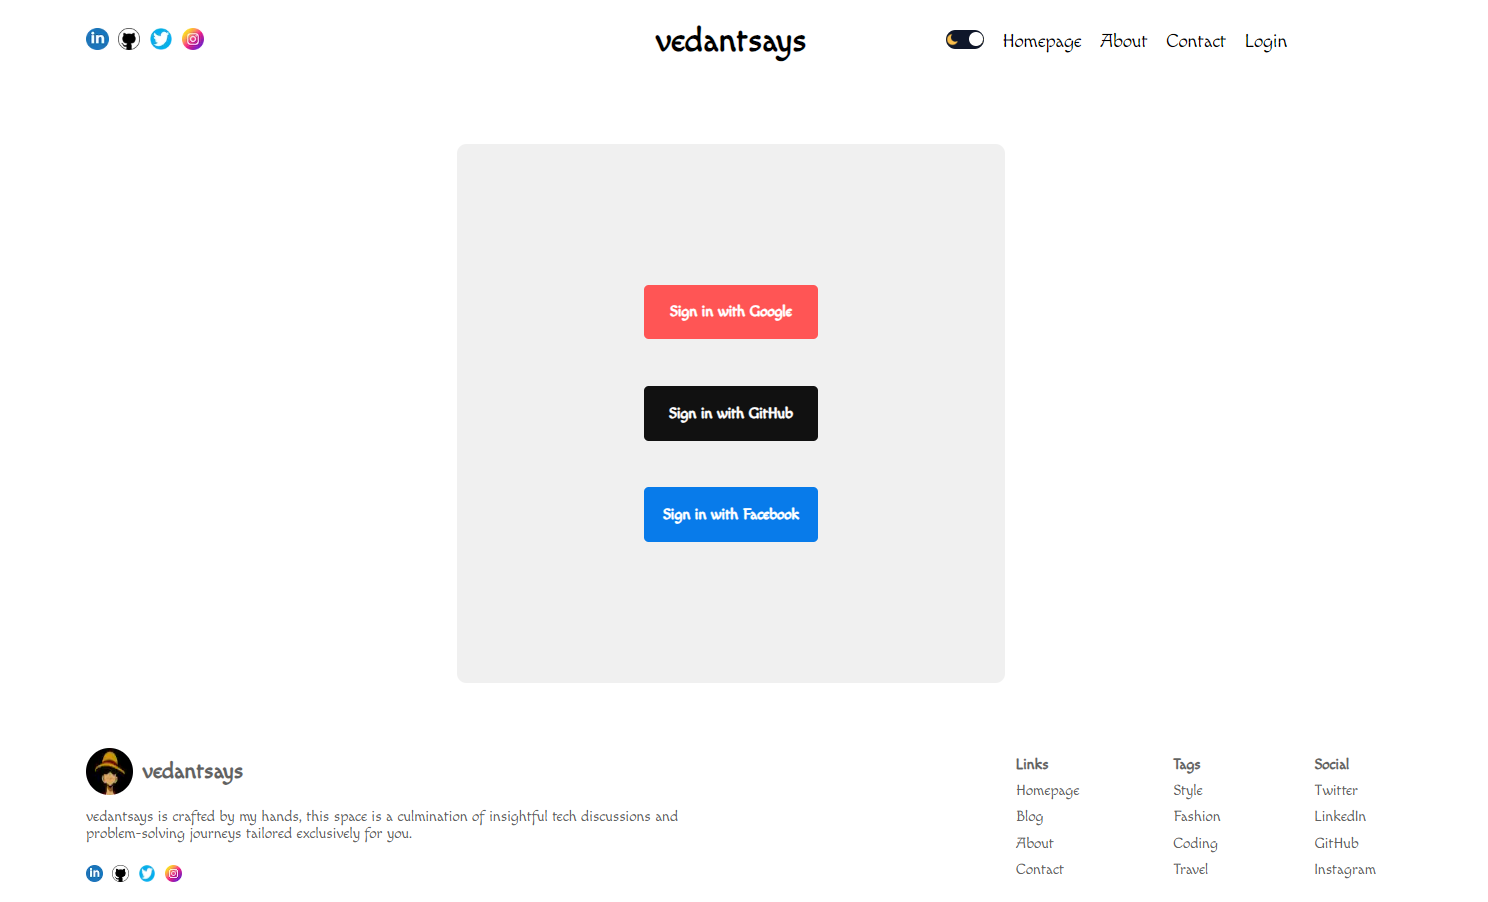 vedantsays
Homepage About Contact Login
Sign in with Google
Sign in with GitHub
Sign in with Facebook
vedantsays
vedantsays is crafted by my hands, this space is a culmination of insightful tech discussions and
problem-solving journeys tailored exclusively for you.
Links
Homepage
Blog
About
Contact
Tags
Style
Fashion
Coding
Travel
Social
Twitter
LinkedIn
GitHub
Instagram